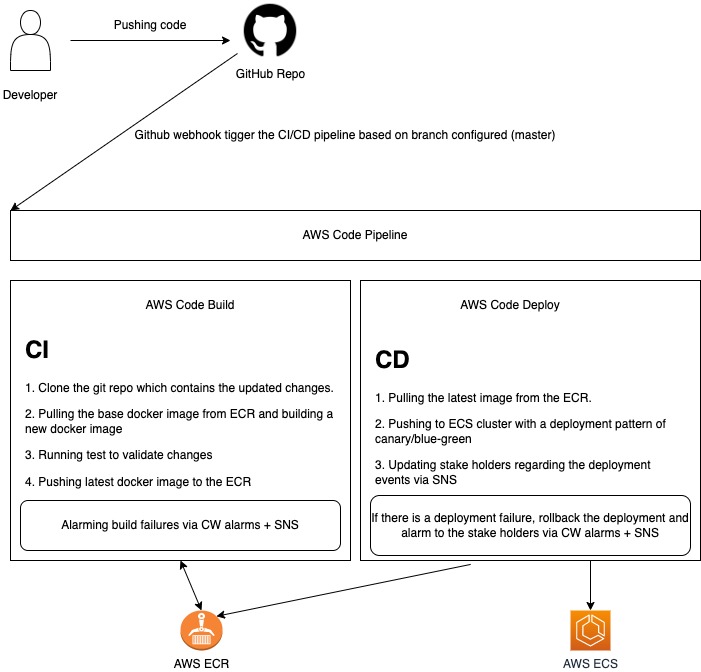 Pushing code
GitHub Repo
Developer
Github webhook tigger the CI/CD pipeline based on branch configured (master)
AWS Code Pipeline
AWS Code Build
CI
1. Clone the git repo which contains the updated changes.
2. Pulling the base docker image from ECR and building a
new docker image
3. Running test to validate changes
4. Pushing latest docker image to the ECR
Alarming build failures via CW alarms + SNS
AWS Code Deploy
CD
1. Pulling the latest image from the ECR.
2. Pushing to ECS cluster with a deployment pattern of
canary/blue-green
3. Updating stake holders regarding the deployment
events via SNS
If there is a deployment failure, rollback the deployment and
alarm to the stake holders via CW alarms + SNS
AWS ECR
AWS ECS